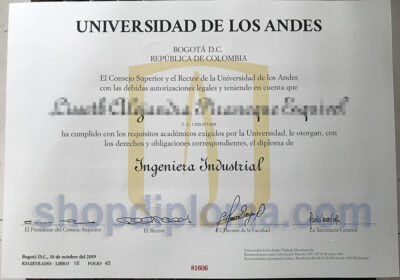 UNIVERSIDAD DE LOS ANDES
BOGOTÁ D.C.
REPÚBLICA DE COLOMBIA
El Consejo Superior y el Rector de la Universidad de los Andes
con las debidas autorizaciones legales y teniendo en cuenta que
ha cumplido con los requisitos académicos exigidos por la Universidad, le otorgan, con
los derechos y obligaciones correspondientes, el diploma de
Ingeniera Industrial
shopdiploma.com
El Presidente del Consejo Superior
El Rector
El Decano de la Facultad
La Secretaria General
Bogotá D.C., 10 de octubre del 2019
REGISTRADO: LIBRO 16 FOLIO 45
81606